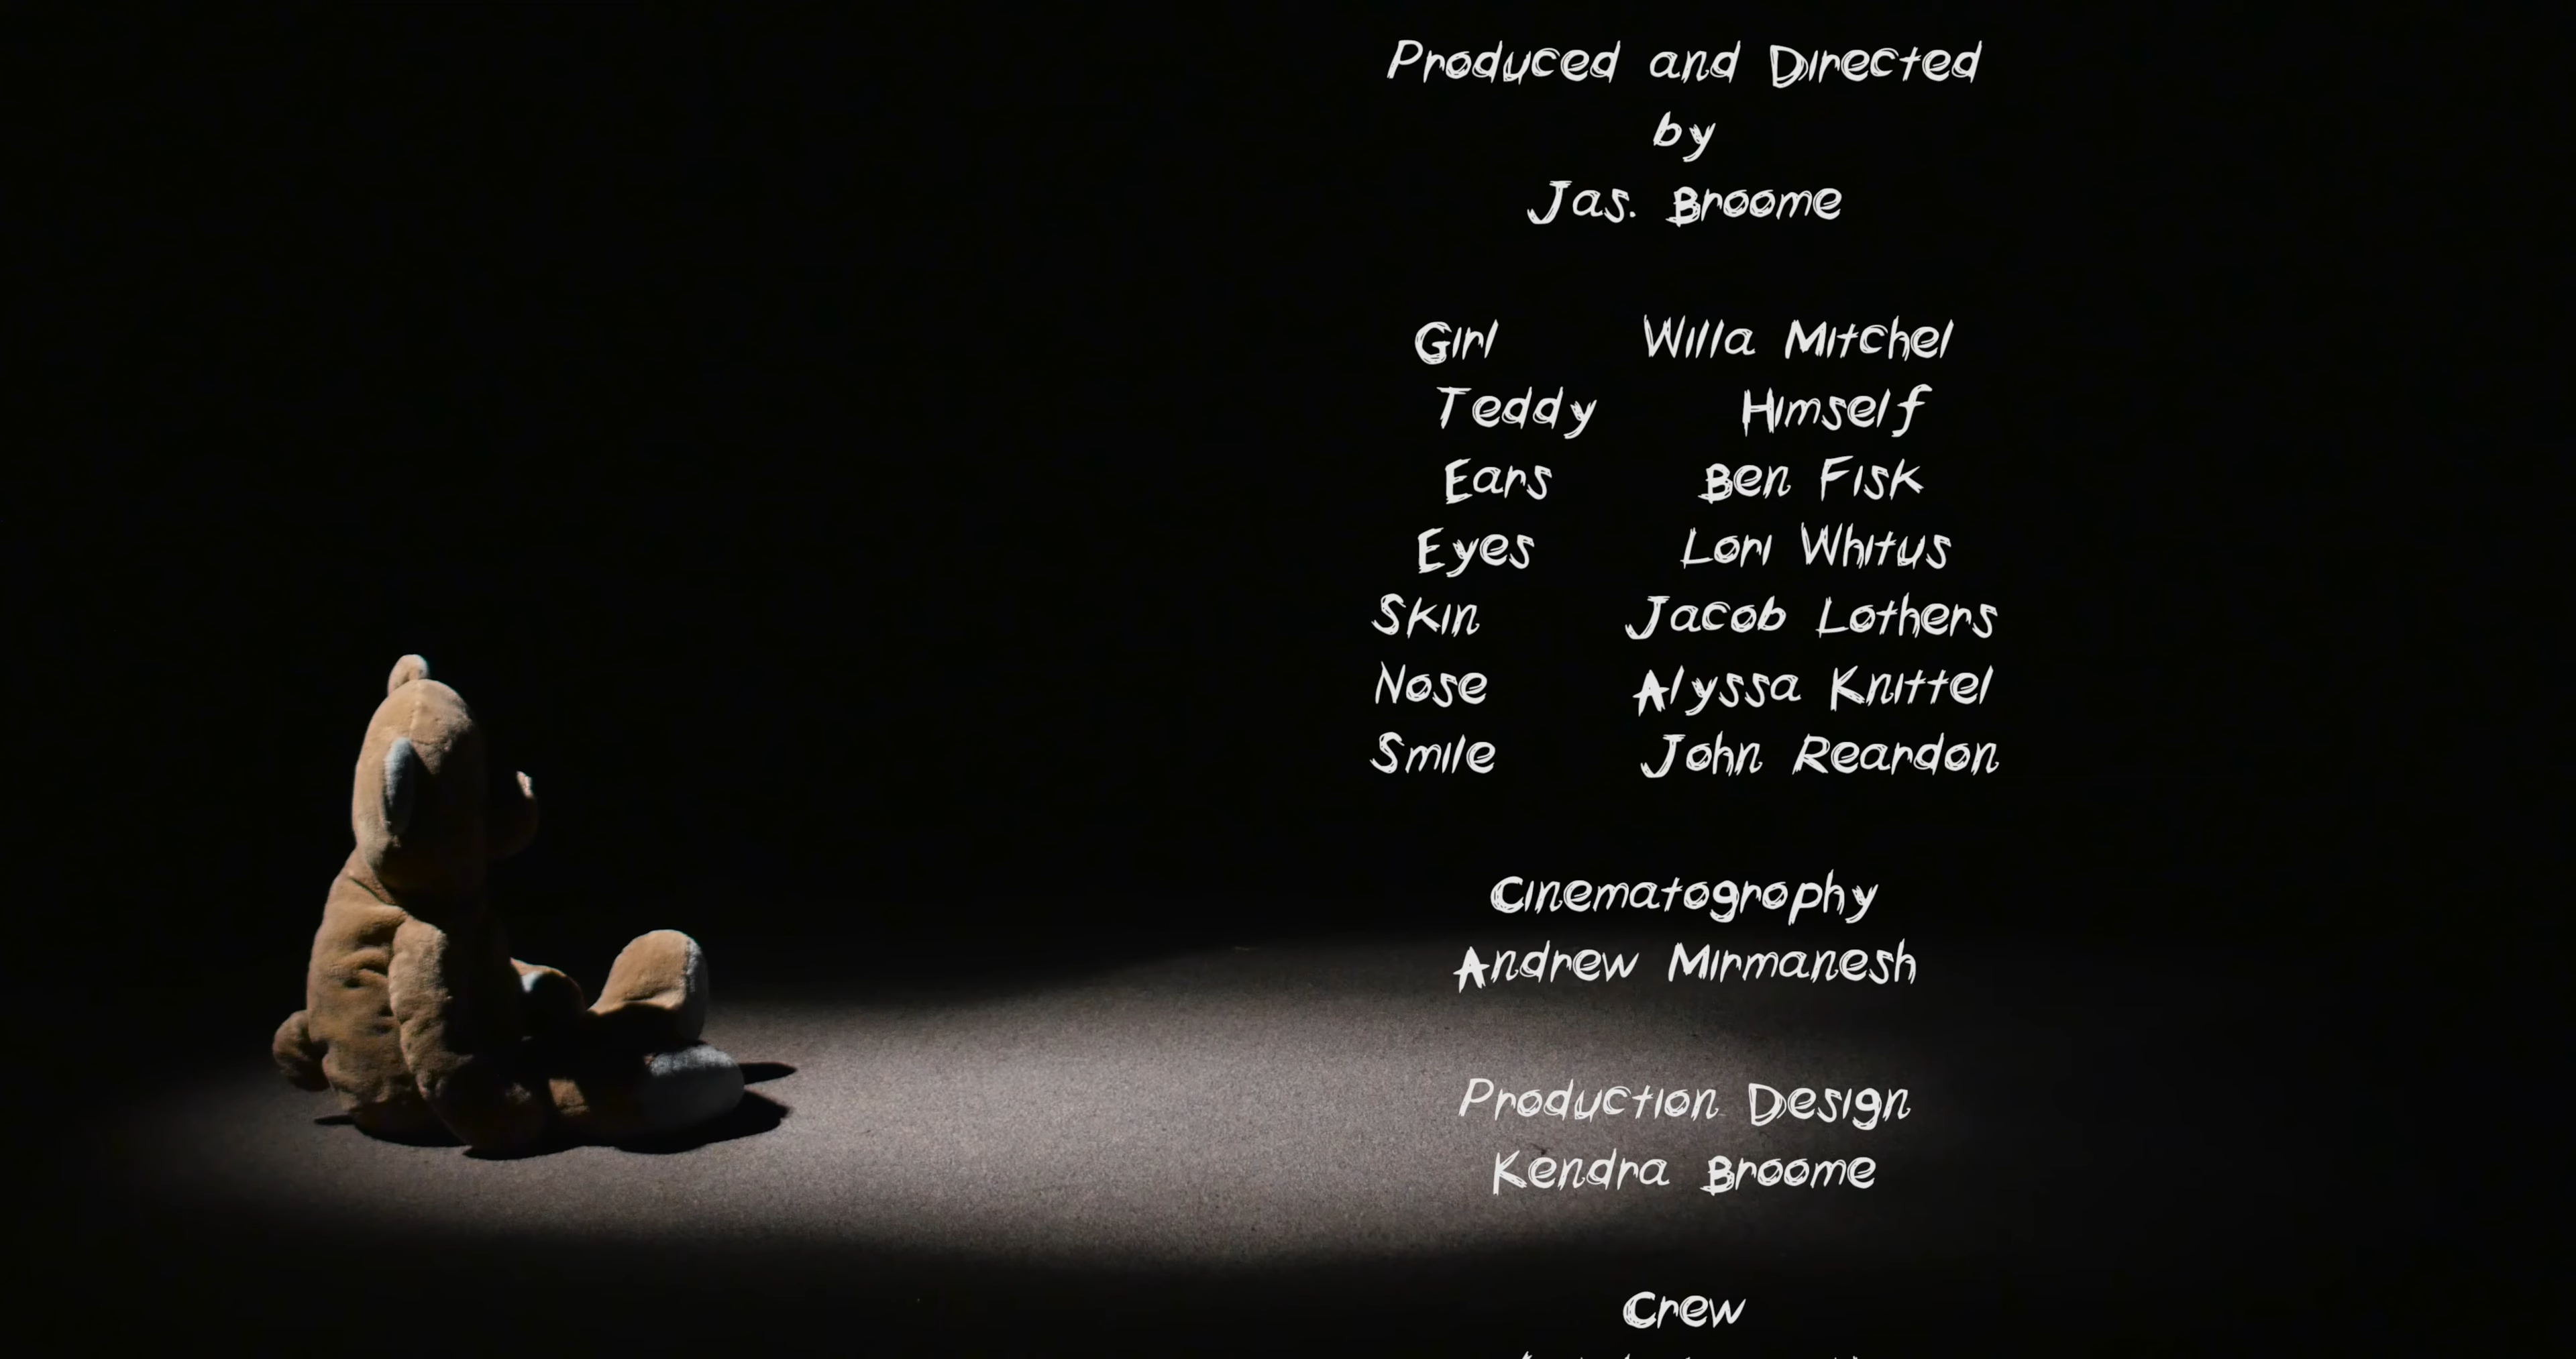 Produced and Directed
by
Jas. Broome
Girl Willa Mitchel
Teddy Himself
Ears Ben Fisk
Eyes Lori Whitus
Skin Jacob Lothers
Nose Alyssa Knittel
Smile John Reardon
Cinematogrophy
Andrew Mirmanesh
Production Design
Kendra Broome
Crew